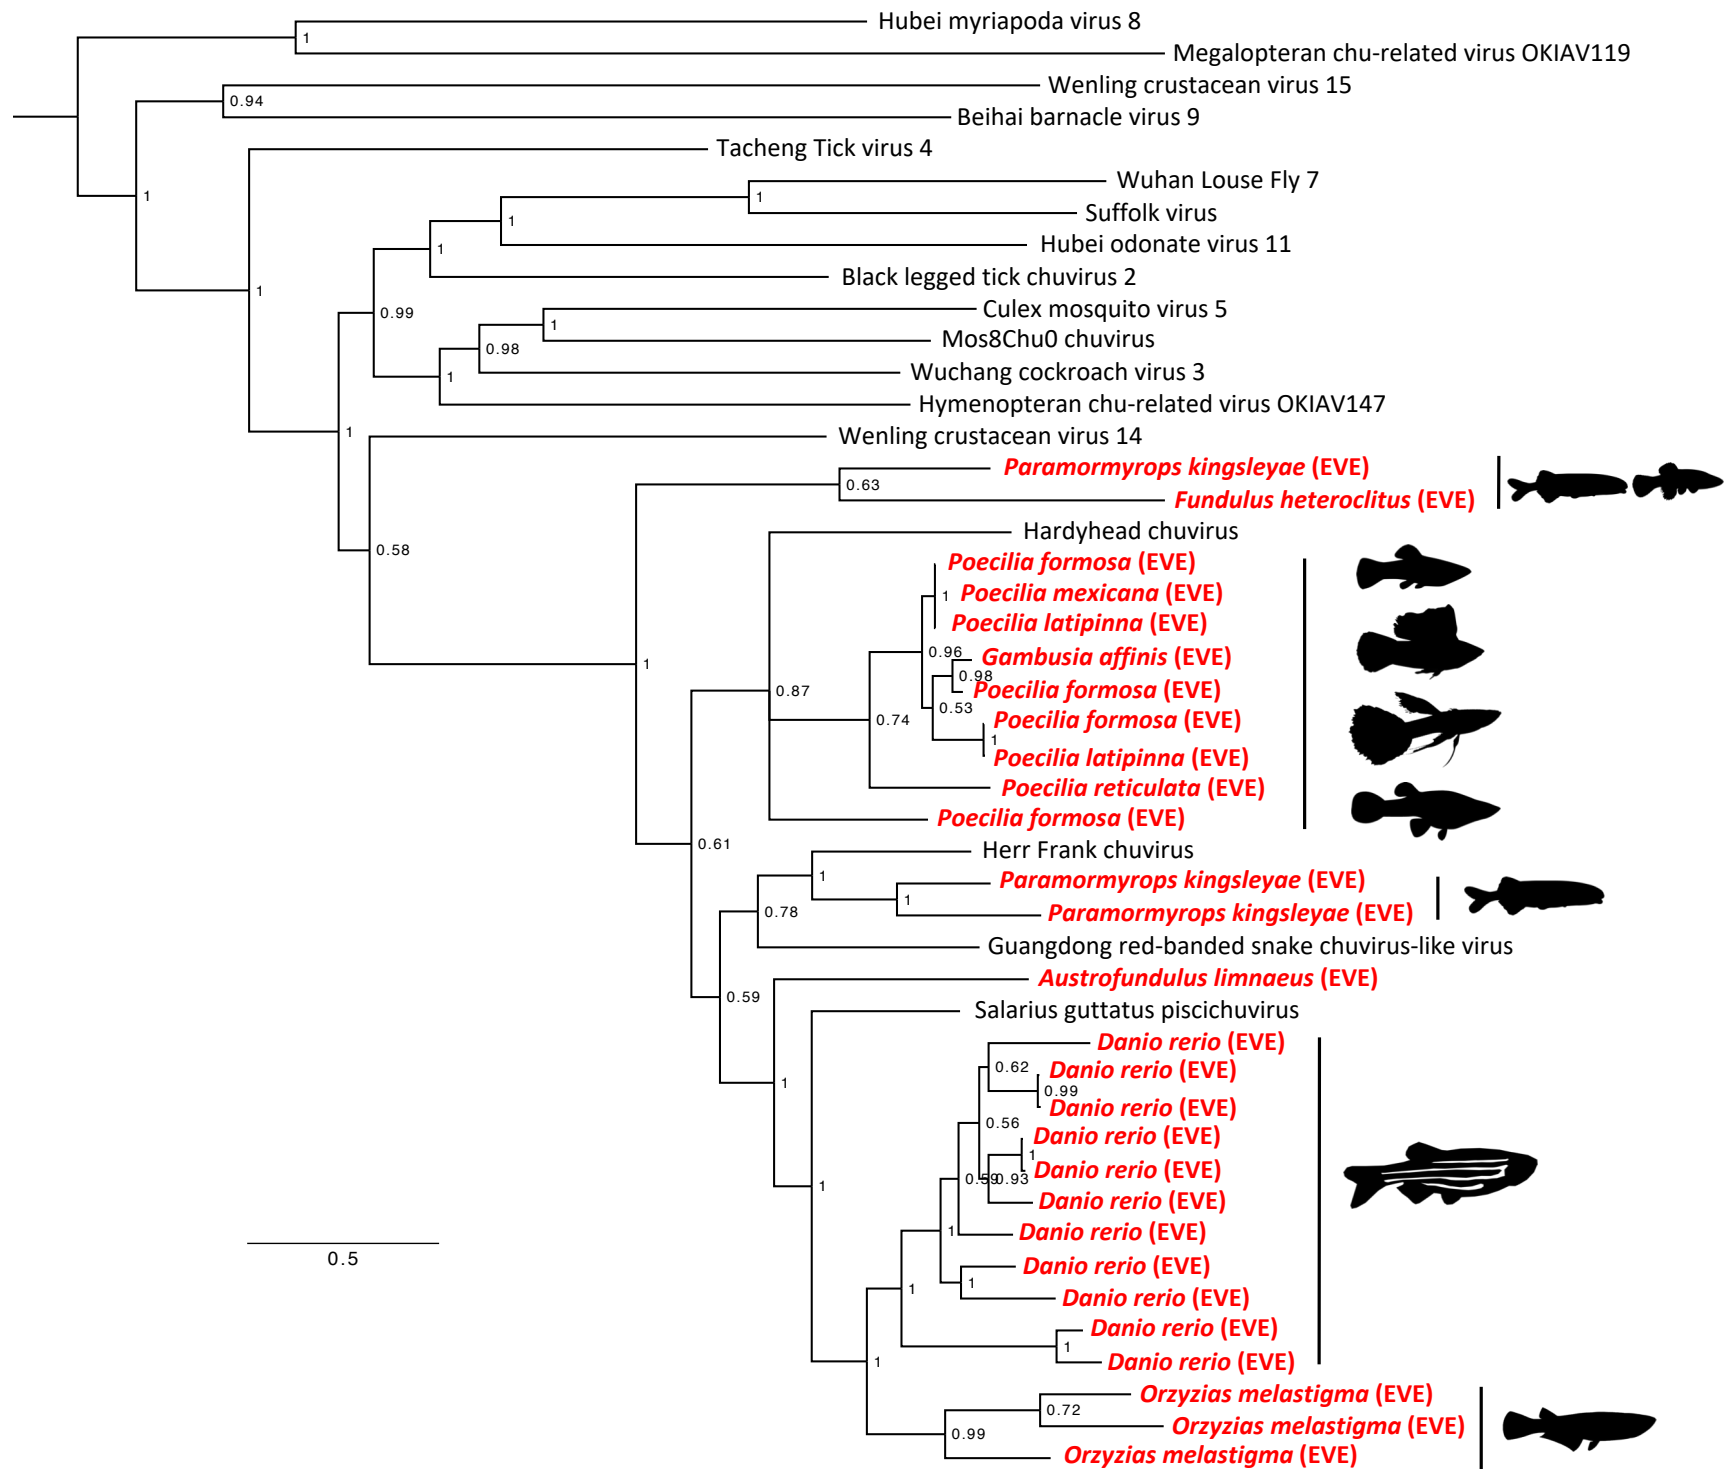 Hubei myriapoda virus 8
1
Megalopteran chu-related virus OKIAV119
Wenling crustacean virus 15
0.94
Beihai barnacle virus 9
Tacheng Tick virus 4
1
Wuhan Louse Fly 7
1
Suffolk virus
1
Hubei odonate virus 11
1
Black legged tick chuvirus 2
1
0.99
Culex mosquito virus 5
1
Mos8Chu0 chuvirus
0.98
Wuchang cockroach virus 3
1
Hymenopteran chu-related virus OKIAV147
1
Wenling crustacean virus 14
Paramormyrops kingsleyae (EVE)
0.63
Fundulus heteroclitus (EVE)
Hardyhead chuvirus
0.58
Poecilia formosa (EVE)
Poecilia mexicana (EVE)
1
Poecilia latipinna (EVE)
0.96
Gambusia affinis (EVE)
1
0.98
0.87
Poecilia formosa (EVE)
0.53
0.74
Poecilia formosa (EVE)
1
Poecilia latipinna (EVE)
Poecilia reticulata (EVE)
Poecilia formosa (EVE)
0.61
Herr Frank chuvirus
1
Paramormyrops kingsleyae (EVE)
1
0.78
Paramormyrops kingsleyae (EVE)
Guangdong red-banded snake chuvirus-like virus
Austrofundulus limnaeus (EVE)
0.59
Salarius guttatus piscichuvirus
Danio rerio (EVE)
0.62
Danio rerio (EVE)
1
0.99
Danio rerio (EVE)
0.56
Danio rerio (EVE)
1
Danio rerio (EVE)
0.59
0.93
1
Danio rerio (EVE)
Danio rerio (EVE)
1
0.5
Danio rerio (EVE)
1
1
Danio rerio (EVE)
Danio rerio (EVE)
1
Danio rerio (EVE)
1
Orzyzias melastigma (EVE)
0.72
Orzyzias melastigma (EVE)
0.99
Orzyzias melastigma (EVE)